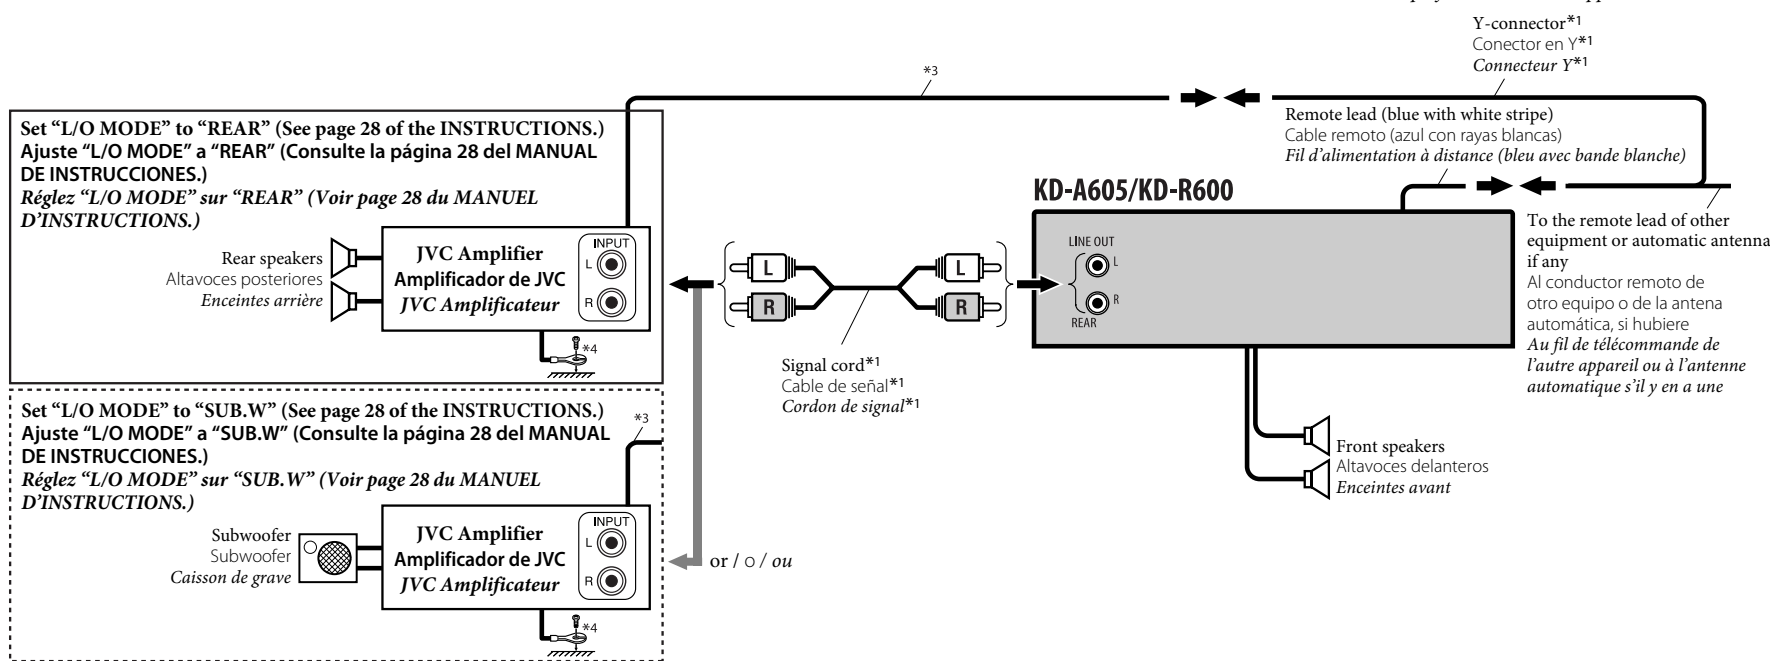 Y-connector*1
Conector en Y*1
Connecteur Y*1
*3
Remote lead (blue with white stripe)
Cable remoto (azul con rayas blancas)
Fil d'alimentation à distance (bleu avec bande blanche)
Set “L/O MODE” to “REAR” (See page 28 of the INSTRUCTIONS.)
Ajuste “L/O MODE” a “REAR” (Consulte la página 28 del MANUAL
DE INSTRUCCIONES.)
Réglez “L/O MODE” sur “REAR” (Voir page 28 du MANUEL
D'INSTRUCTIONS.)
Rear speakers
Altavoces posteriores
Enceintes arrière
JVC Amplifier
Amplificador de JVC
JVC Amplificateur
INPUT
L
R
*4
L
R
L
R
Signal cord*1
Cable de señal*1
Cordon de signal*1
KD-A605/KD-R600
LINE OUT
L
R
REAR
To the remote lead of other
equipment or automatic antenna
if any
Al conductor remoto de
otro equipo o de la antena
automática, si hubiere
Au fil de télécommande de
l'autre appareil ou à l'antenne
automatique s'il y en a une
Front speakers
Altavoces delanteros
Enceintes avant
Set “L/O MODE” to “SUB.W” (See page 28 of the INSTRUCTIONS.)
Ajuste “L/O MODE” a “SUB.W” (Consulte la página 28 del MANUAL
DE INSTRUCCIONES.)
Réglez “L/O MODE” sur “SUB.W” (Voir page 28 du MANUEL
D'INSTRUCTIONS.)
*3
Subwoofer
Subwoofer
Caisson de grave
JVC Amplifier
Amplificador de JVC
JVC Amplificateur
INPUT
L
R
*4
or / o / ou